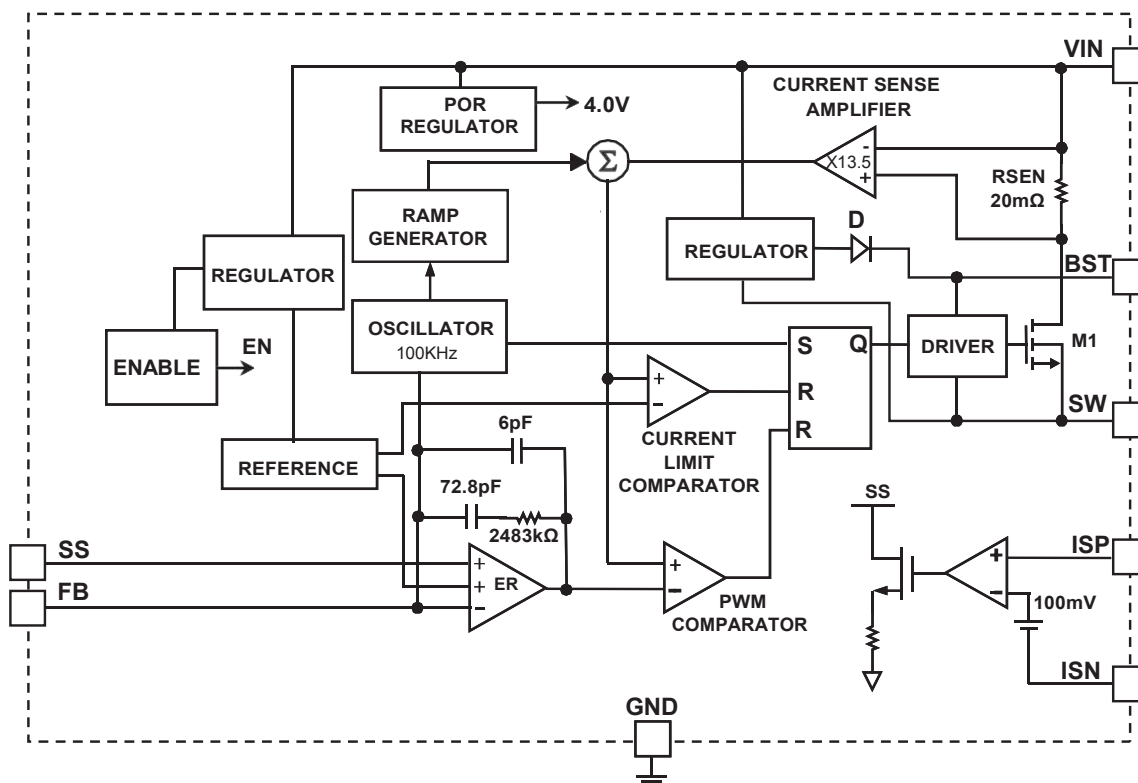 VIN
CURRENT SENSE
AMPLIFIER
POR
REGULATOR
4.0V
Σ
-
X13.5
+
RSEN
20mΩ
RAMP
GENERATOR
D
REGULATOR
REGULATOR
BST
OSCILLATOR
100KHz
EN
ENABLE
S
Q
R
R
DRIVER
M1
SW
+
−
CURRENT
LIMIT
COMPARATOR
6pF
REFERENCE
72.8pF
2483kΩ
SS
SS
+
+
−
ER
FB
+
−
PWM
COMPARATOR
ISP
+
−
100mV
ISN
GND